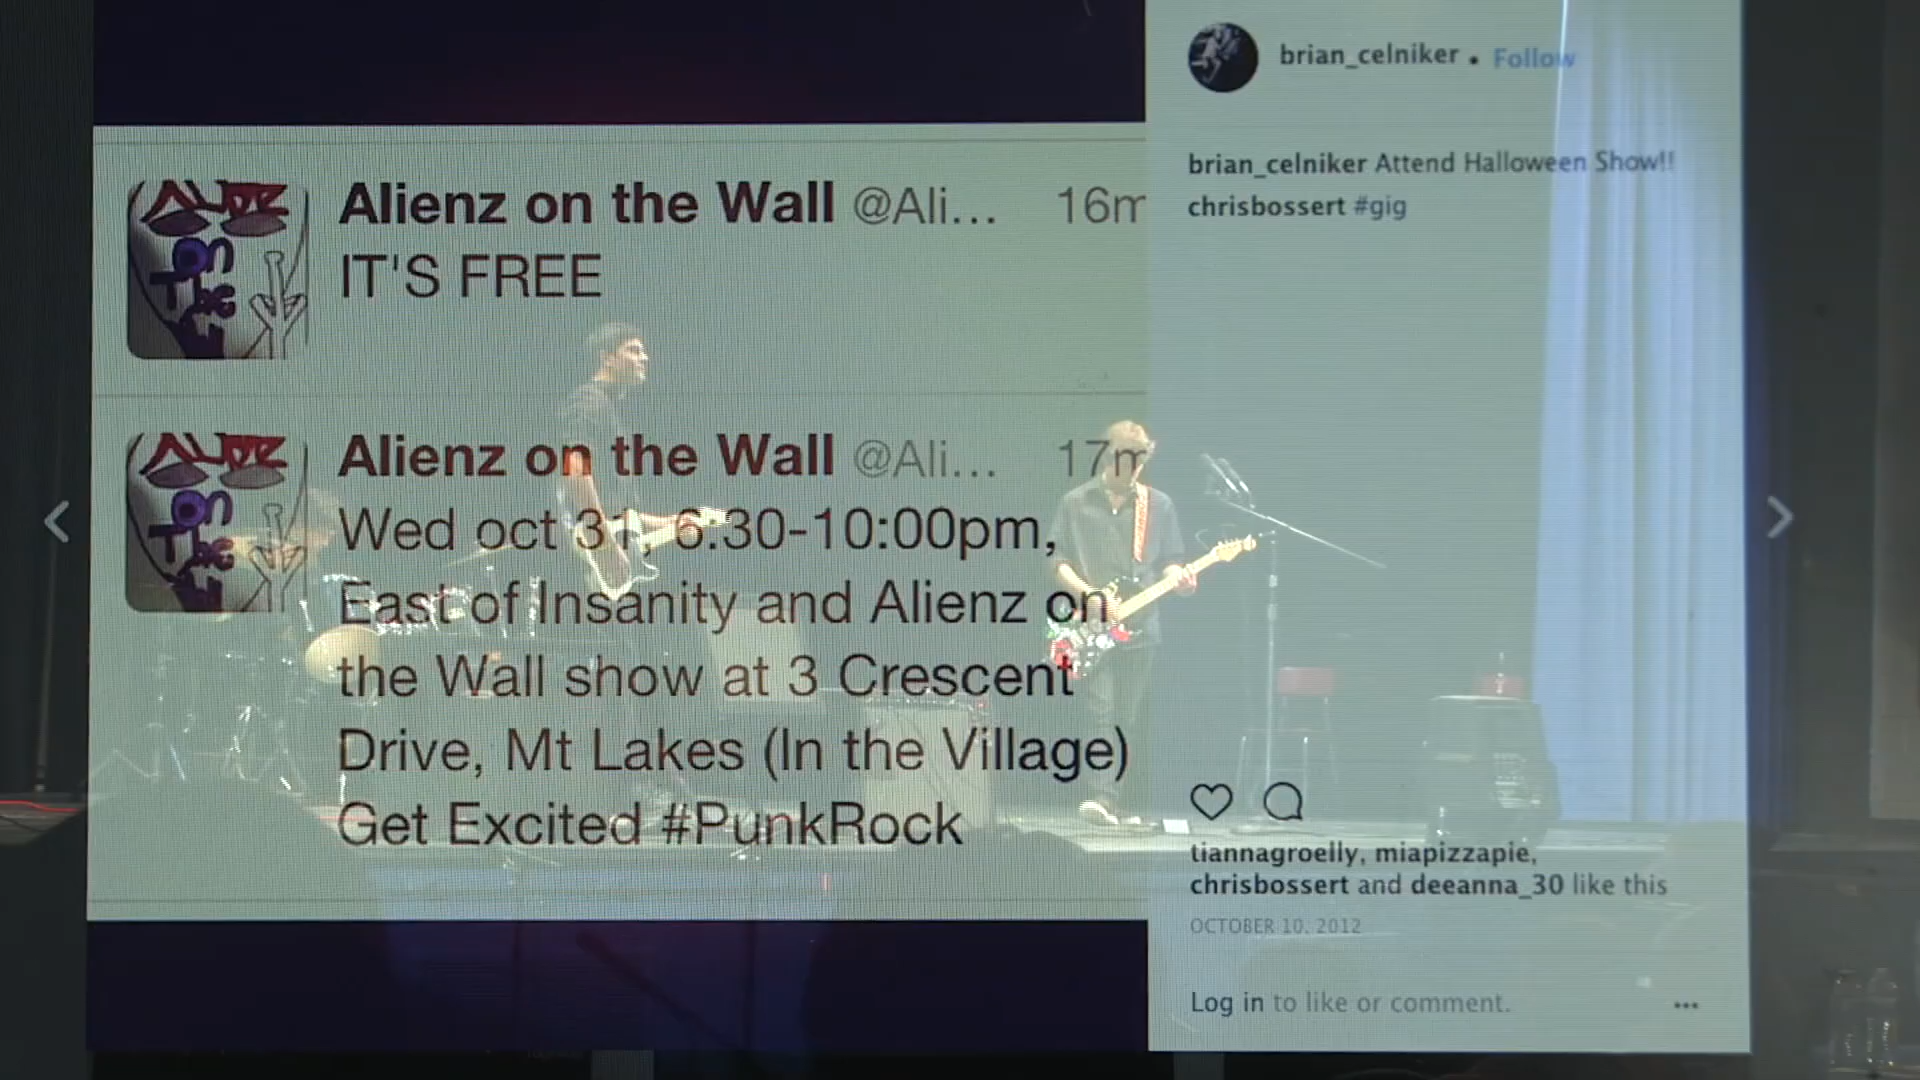 Alienz on the Wall @Ali... 16m
IT'S FREE
Alienz on the Wall @Ali... 17m
Wed oct 31, 6:30-10:00pm,
East of Insanity and Alienz on
the Wall show at 3 Crescent
Drive, Mt Lakes (In the Village)
Get Excited #PunkRock
brian_celniker • Follow
brian_celniker Attend Halloween Show!!
chrisbossert #gig
tiannagroelly, miapizzapie,
chrisbossert and deeanna_30 like this
OCTOBER 10, 2012
Log in to like or comment.